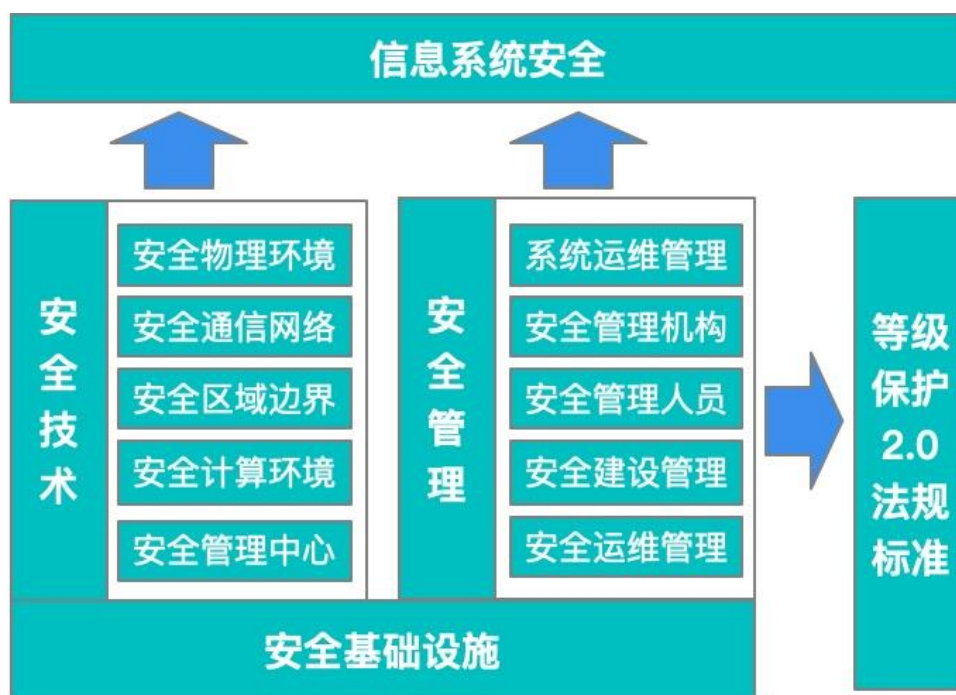 信息系统安全
安全技术
安全物理环境
安全通信网络
安全区域边界
安全计算环境
安全管理中心
安全管理
系统运维管理
安全管理机构
安全管理人员
安全建设管理
安全运维管理
等级
保护
2.0
法规
标准
安全基础设施